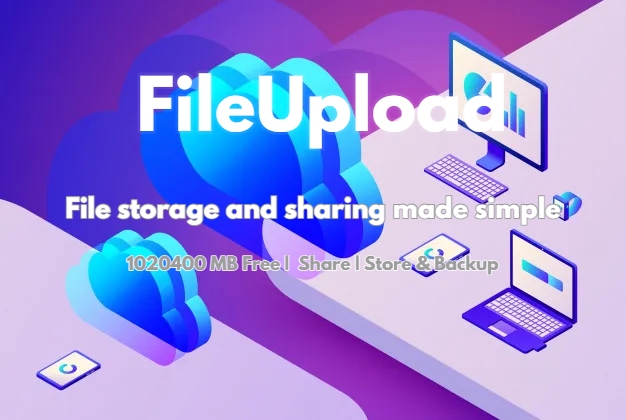 FileUpload
File storage and sharing made simple
1020400 MB Free | Share | Store & Backup